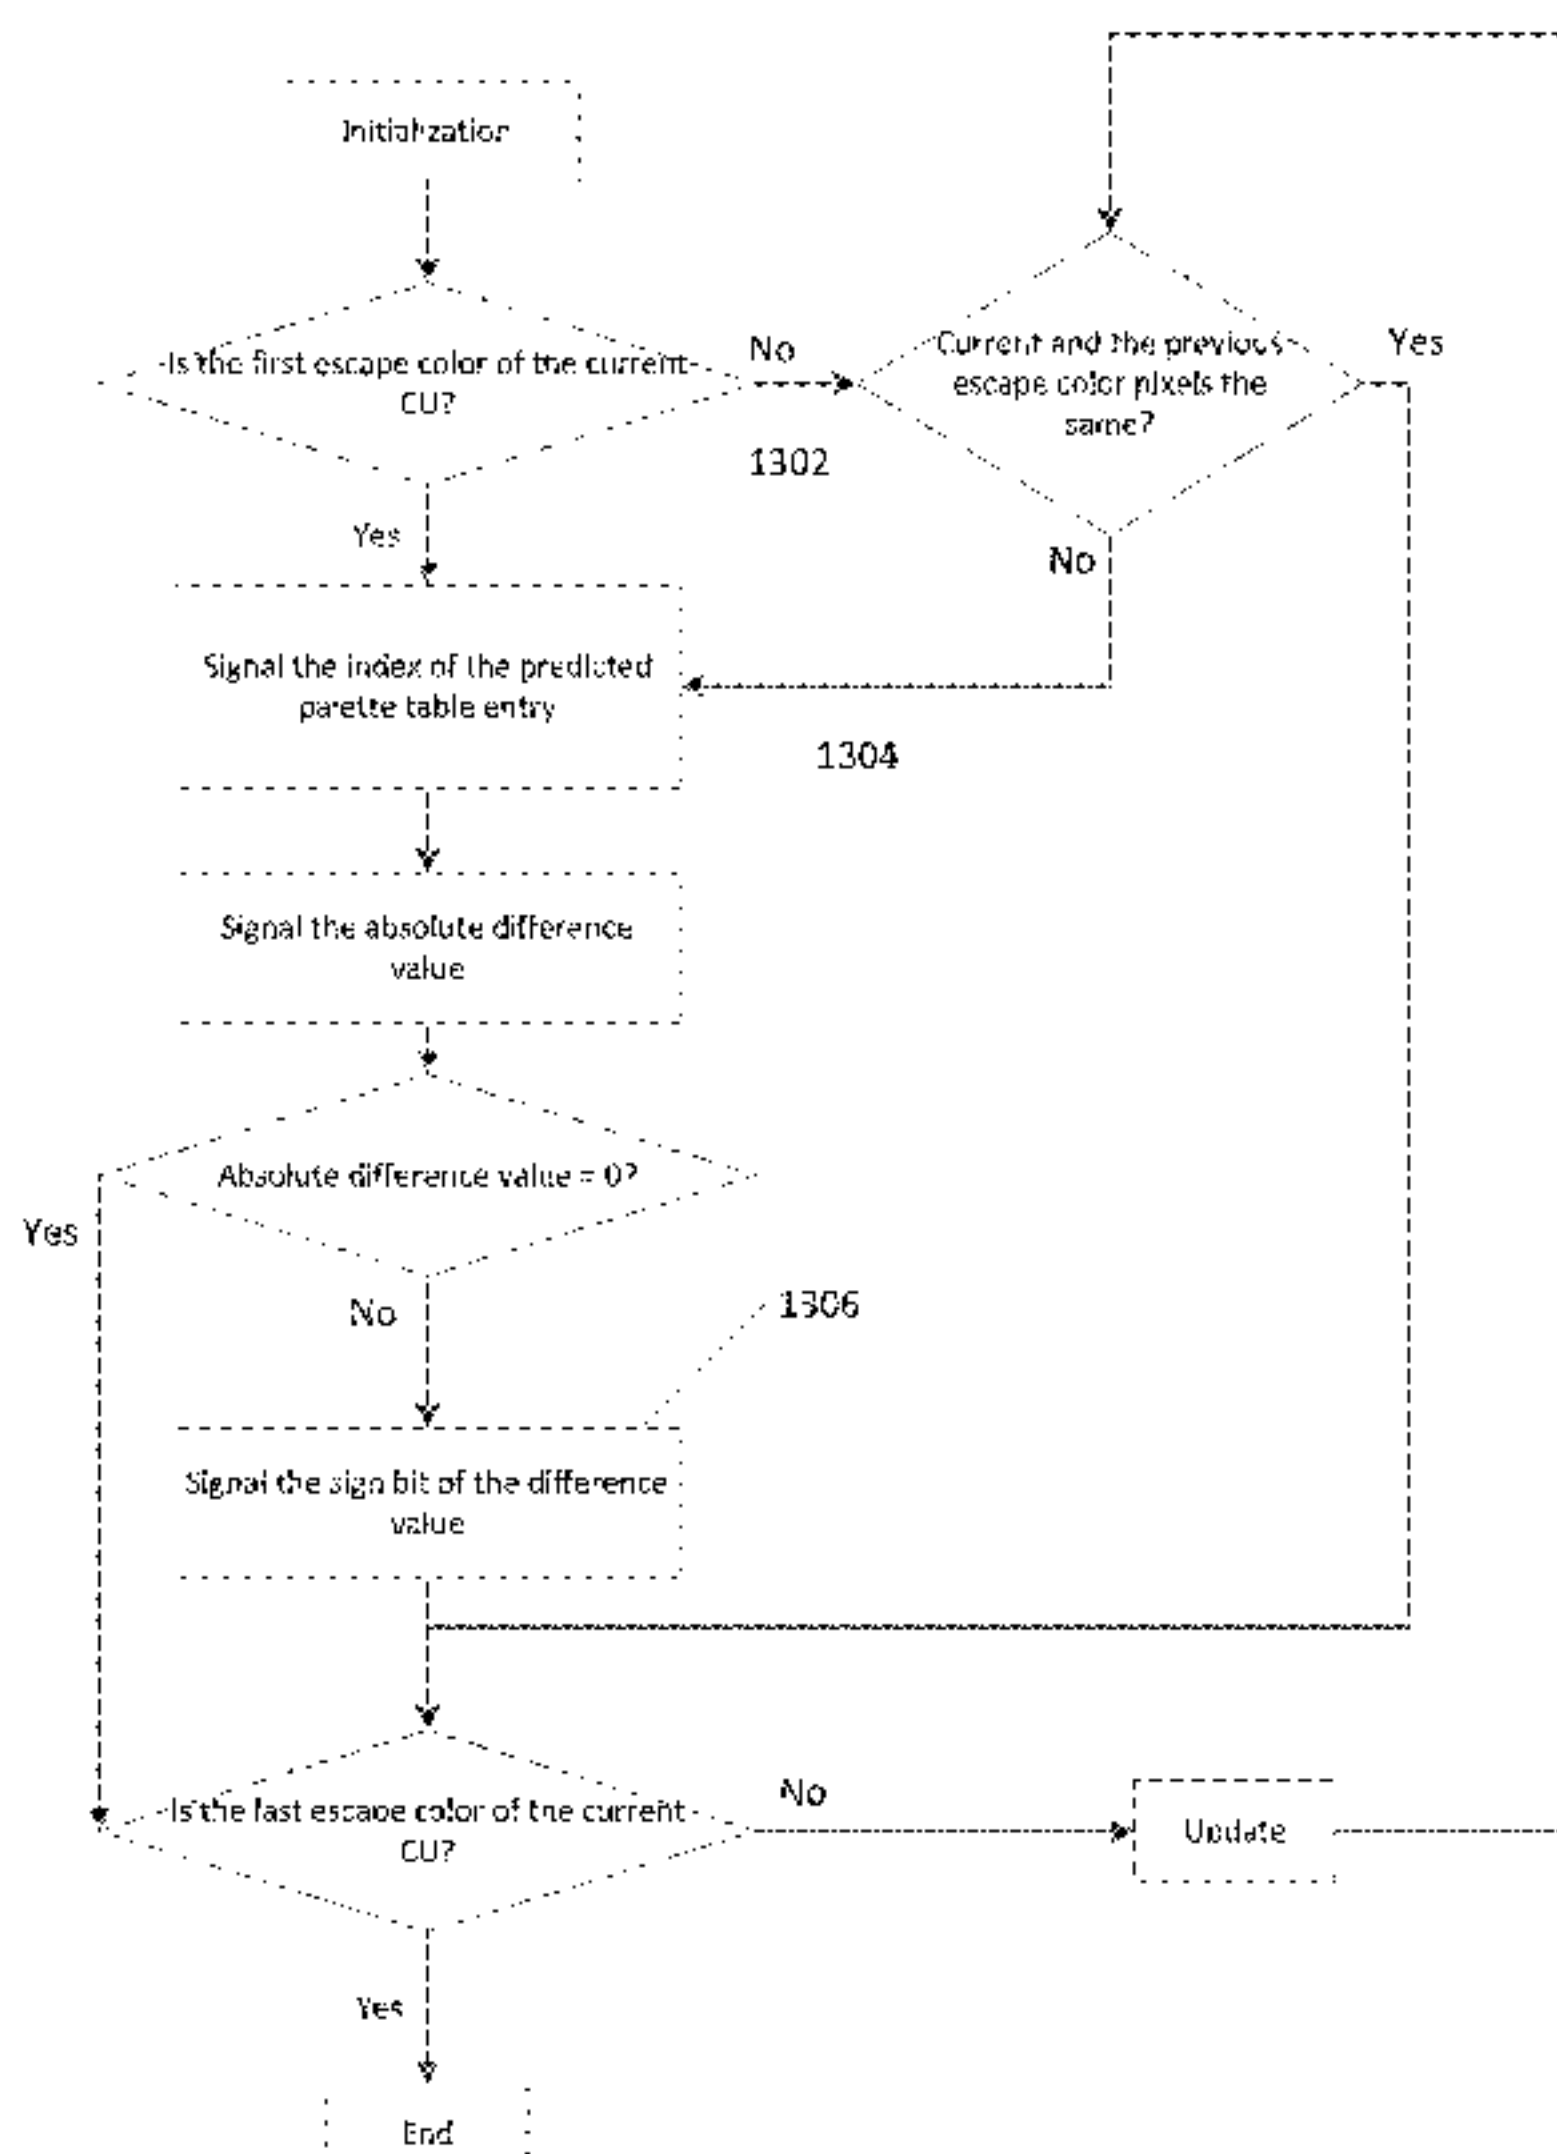 Initialization
Is the first escape color of the current
CU?
No
1302
Current and the previous
escape color pixels the
same?
Yes
Yes
No
Signal the index of the predicted
palette table entry
1304
Signal the absolute difference
value
Absolute difference value = 0?
Yes
No
1306
Signal the sign bit of the difference
value
Is the last escape color of the current
CU?
No
Update
Yes
End